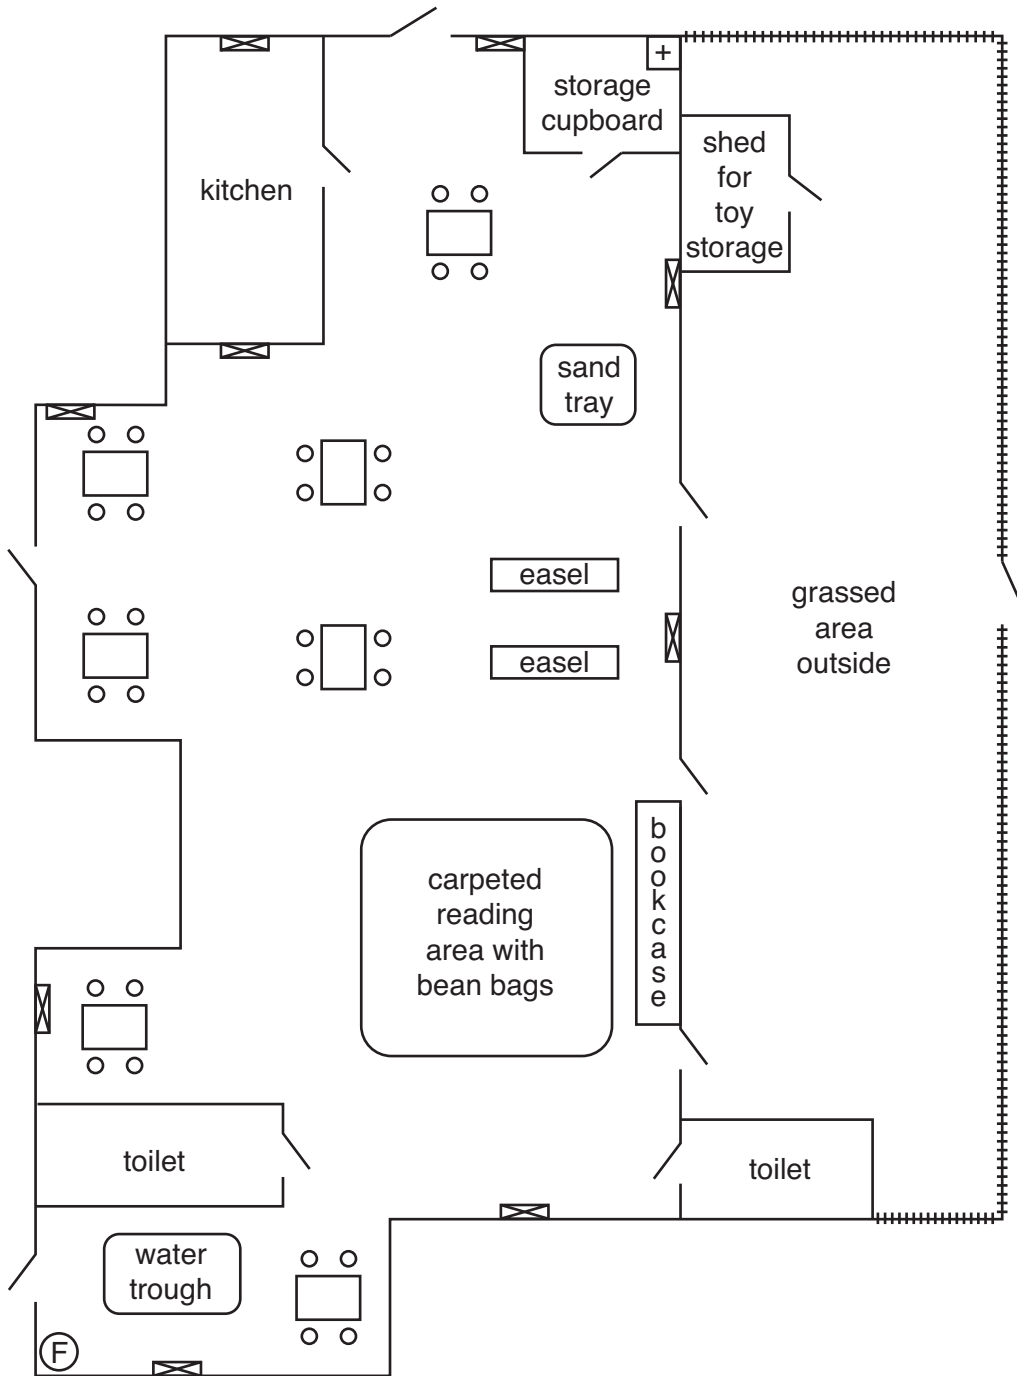 +
storage
cupboard
shed
for
toy
storage
kitchen
sand
tray
easel
easel
grassed
area
outside
bookcase
carpeted
reading
area with
bean bags
toilet
toilet
water
trough
F